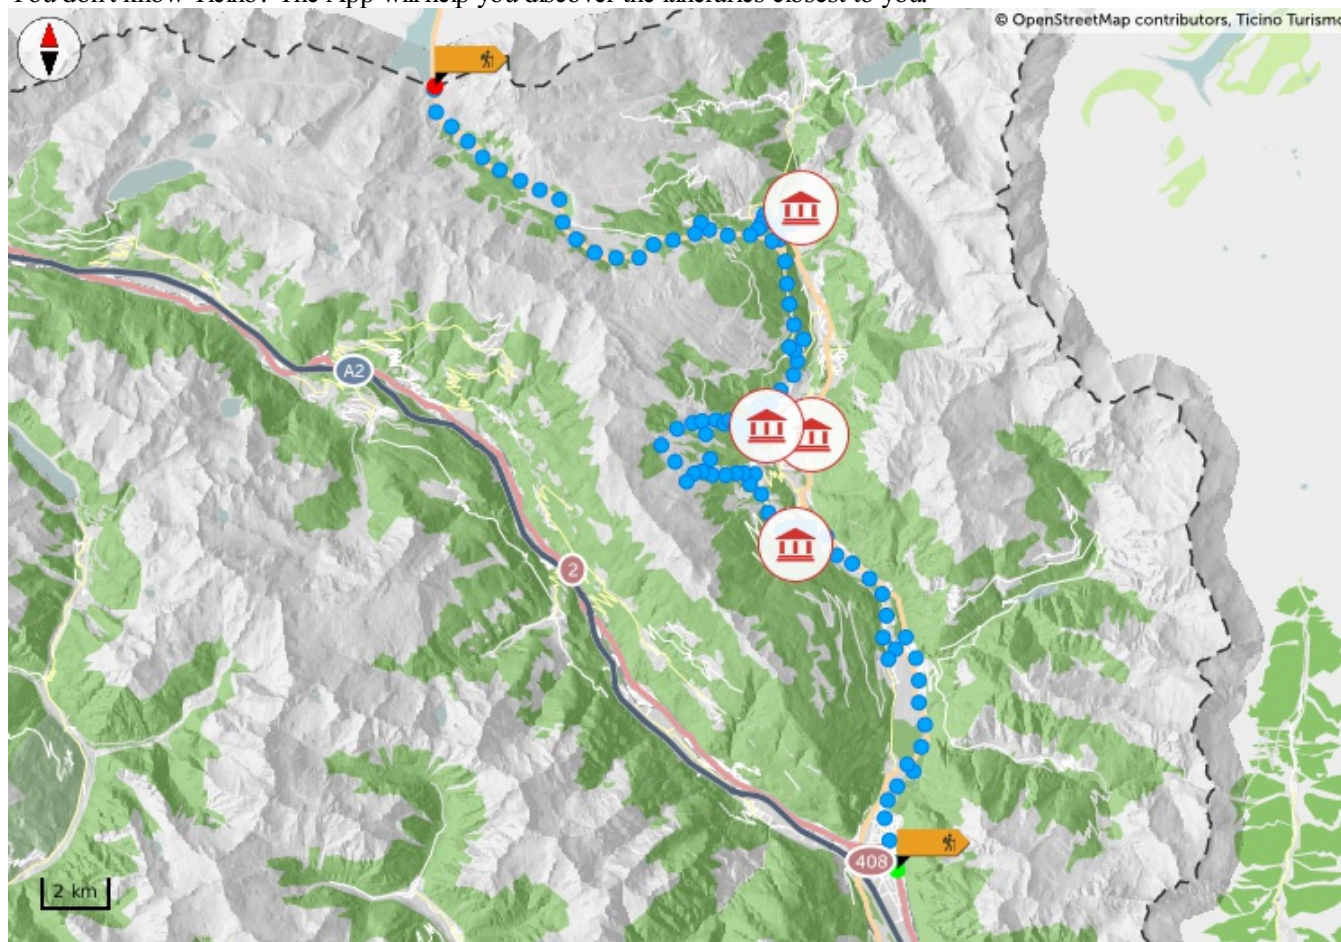 You don't know Ticino? The App will help you discover the itineraries closest to you.
© OpenStreetMap contributors, Ticino Turismo
A2
2
408
2 km